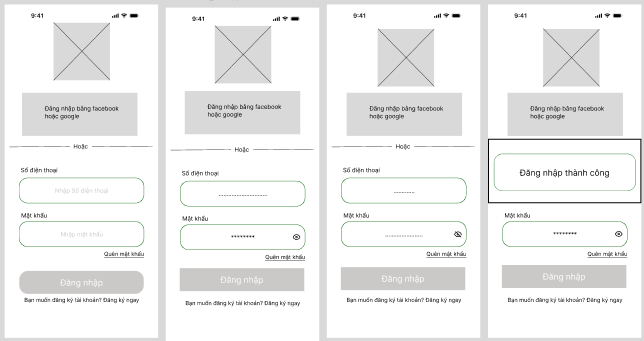 9:41
Đăng nhập bằng facebook
hoặc google
Hoặc
Số điện thoại
Nhập Số điện thoại
Mật khẩu
Nhập mật khẩu
Quên mật khẩu
Đăng nhập
Bạn muốn đăng ký tài khoản? Đăng ký ngay
9:41
Đăng nhập bằng facebook
hoặc google
Hoặc
Số điện thoại
Mật khẩu
********
Quên mật khẩu
Đăng nhập
Bạn muốn đăng ký tài khoản? Đăng ký ngay
9:41
Đăng nhập bằng facebook
hoặc google
Hoặc
Số điện thoại
Mật khẩu
Quên mật khẩu
Đăng nhập
Bạn muốn đăng ký tài khoản? Đăng ký ngay
9:41
Đăng nhập bằng facebook
hoặc google
Đăng nhập thành công
Mật khẩu
********
Quên mật khẩu
Đăng nhập
Bạn muốn đăng ký tài khoản? Đăng ký ngay